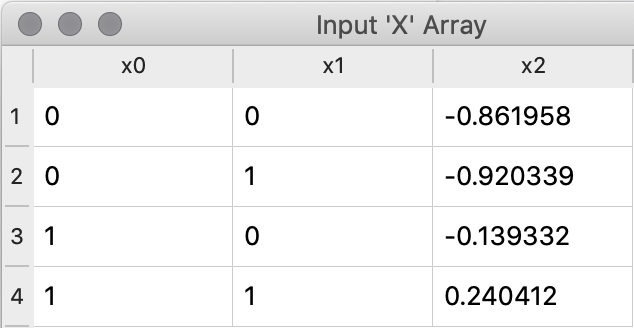 Input 'X' Array
x0 x1 x2
1 0 0 -0.861958
2 0 1 -0.920339
3 1 0 -0.139332
4 1 1 0.240412